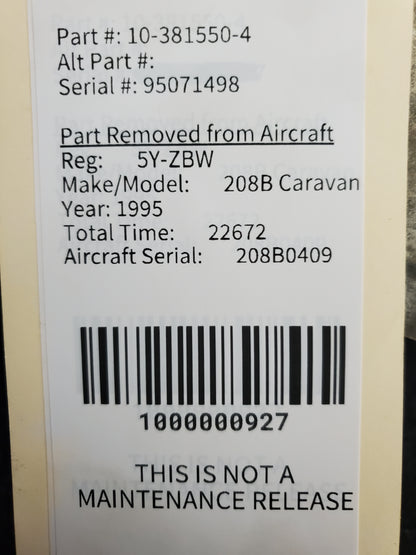 Part #: 10-381550-4
Alt Part #:
Serial #: 95071498
Part Removed from Aircraft
Reg: 5Y-ZBW
Make/Model: 208B Caravan
Year: 1995
Total Time: 22672
Aircraft Serial: 208B0409
1000000927
THIS IS NOT A
MAINTENANCE RELEASE